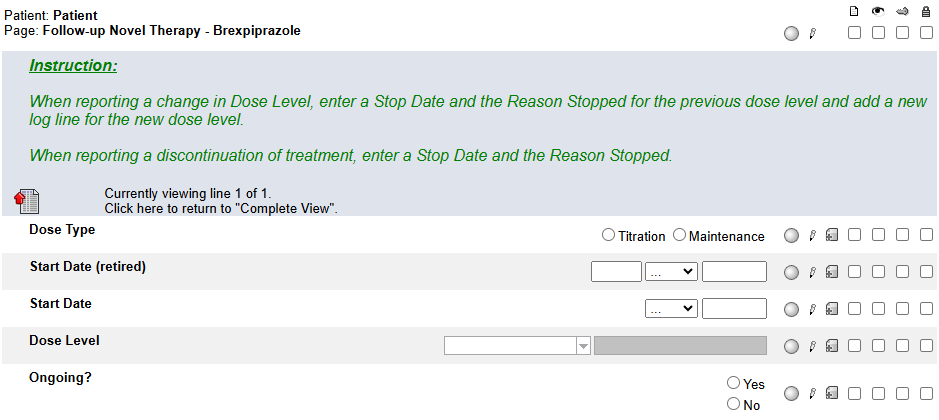 Patient: Patient
Page: Follow-up Novel Therapy - Brexpiprazole
Instruction:
When reporting a change in Dose Level, enter a Stop Date and the Reason Stopped for the previous dose level and add a new
log line for the new dose level.
When reporting a discontinuation of treatment, enter a Stop Date and the Reason Stopped.
Currently viewing line 1 of 1.
Click here to return to "Complete View".
Dose Type
Titration Maintenance
Start Date (retired)
...
Start Date
...
Dose Level
Ongoing?
Yes
No